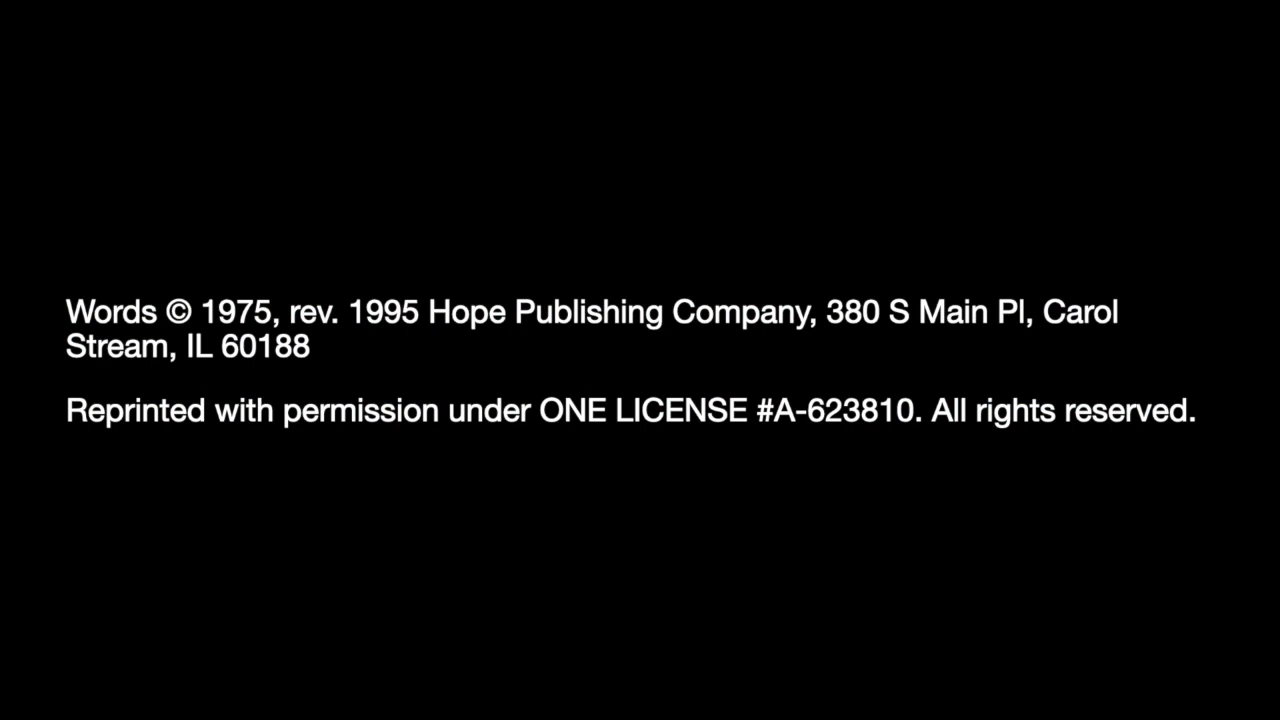 Words © 1975, rev. 1995 Hope Publishing Company, 380 S Main Pl, Carol
Stream, IL 60188
Reprinted with permission under ONE LICENSE #A-623810. All rights reserved.